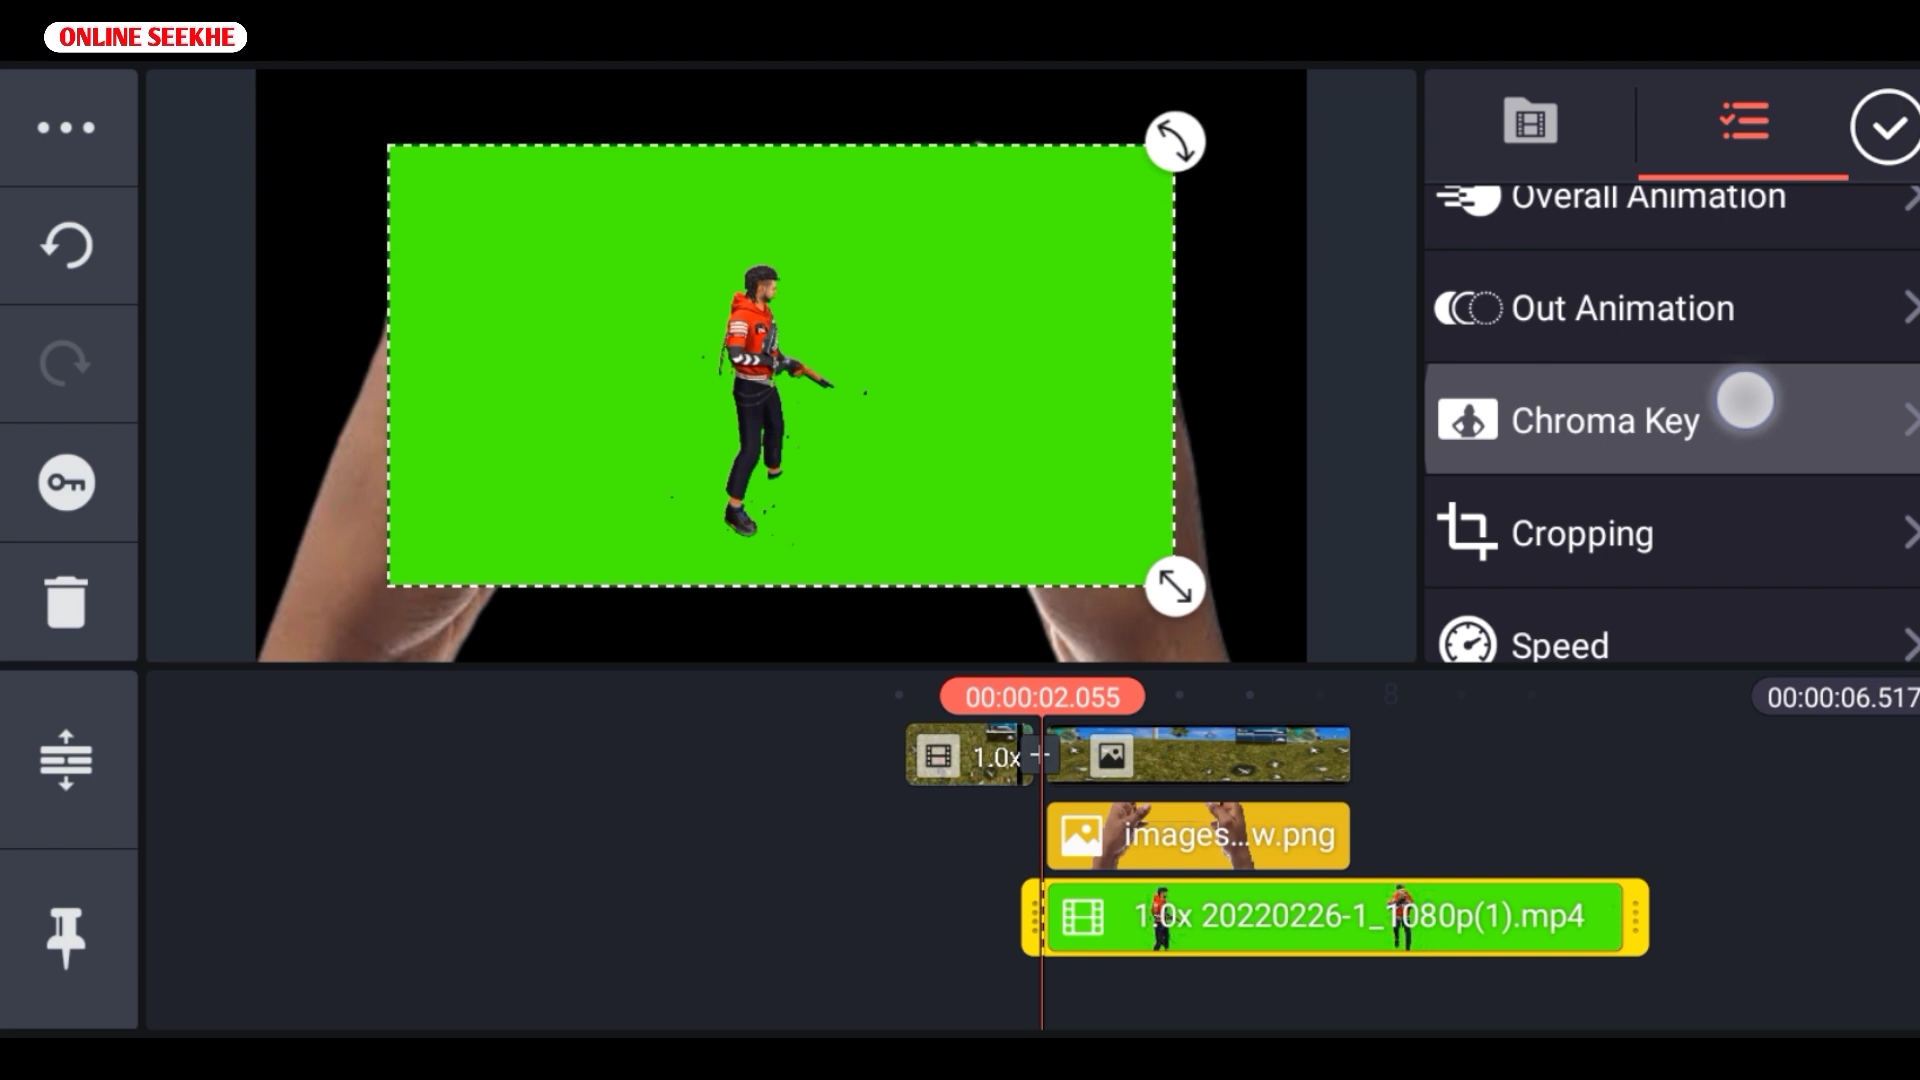 ONLINE SEEKHE
Overall Animation
Out Animation
Chroma Key
Cropping
Speed
00:00:02.055
8
00:00:06.517
1.0x
images...w.png
1.0x 20220226-1_1080p(1).mp4